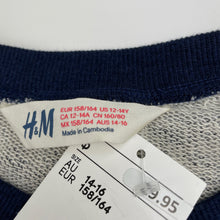 H&M
EUR 158/164 US 12-14Y
CA 12-14A CN 160/80
MX 158/164 AUS 14-16
Made in Cambodia
AU 14-16
EUR 158/164
9.95